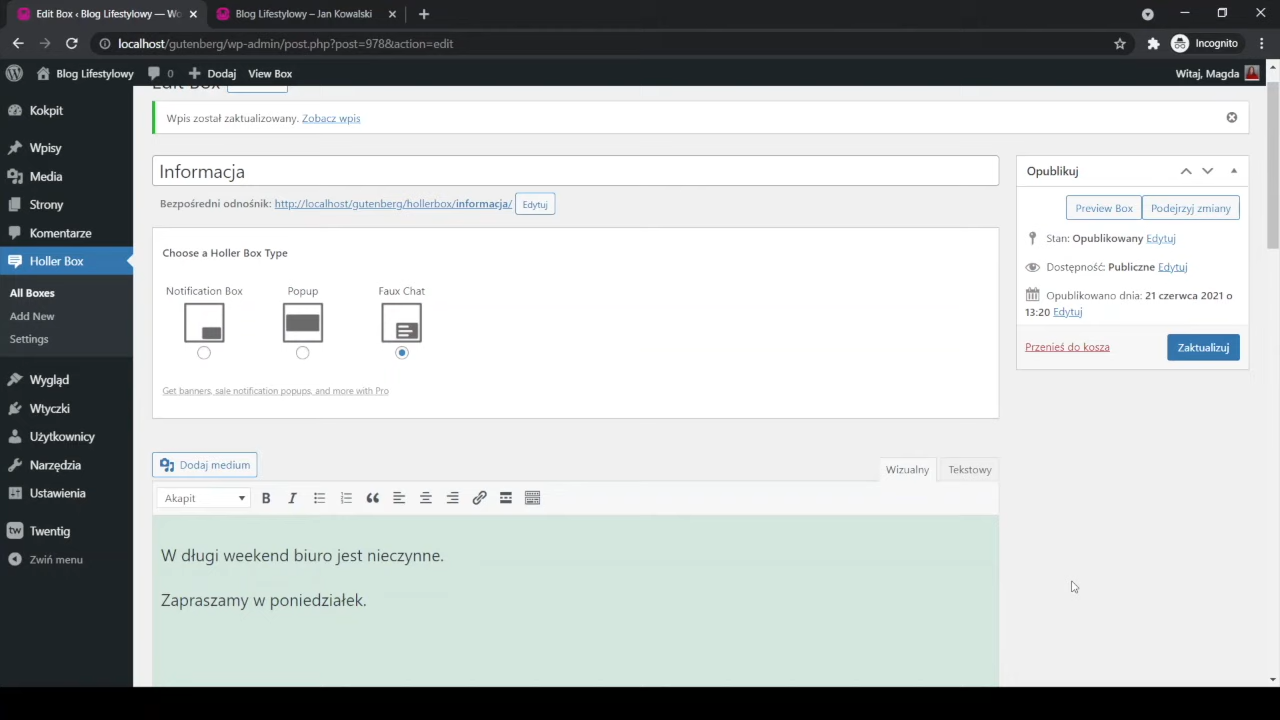 Edit Box ‹ Blog Lifestylowy — Wo
Blog Lifestylowy – Jan Kowalski
localhost/gutenberg/wp-admin/post.php?post=978&action=edit
Incognito
Blog Lifestylowy
0
Dodaj
View Box
Witaj, Magda
Kokpit
Wpisy
Media
Strony
Komentarze
Holler Box
All Boxes
Add New
Settings
Wygląd
Wtyczki
Użytkownicy
Narzędzia
Ustawienia
tw Twentig
Zwiń menu
Edit Box
Wpis został zaktualizowany. Zobacz wpis
Informacja
Bezpośredni odnośnik: http://localhost/gutenberg/hollerbox/informacja/ Edytuj
Choose a Holler Box Type
Notification Box
Popup
Faux Chat
Get banners, sale notification popups, and more with Pro
Dodaj medium
Wizualny
Tekstowy
Akapit
B
I
W długi weekend biuro jest nieczynne.
Zapraszamy w poniedziałek.
Opublikuj
Preview Box
Podejrzyj zmiany
Stan: Opublikowany Edytuj
Dostępność: Publiczne Edytuj
Opublikowano dnia: 21 czerwca 2021 o
13:20 Edytuj
Przenieś do kosza
Zaktualizuj